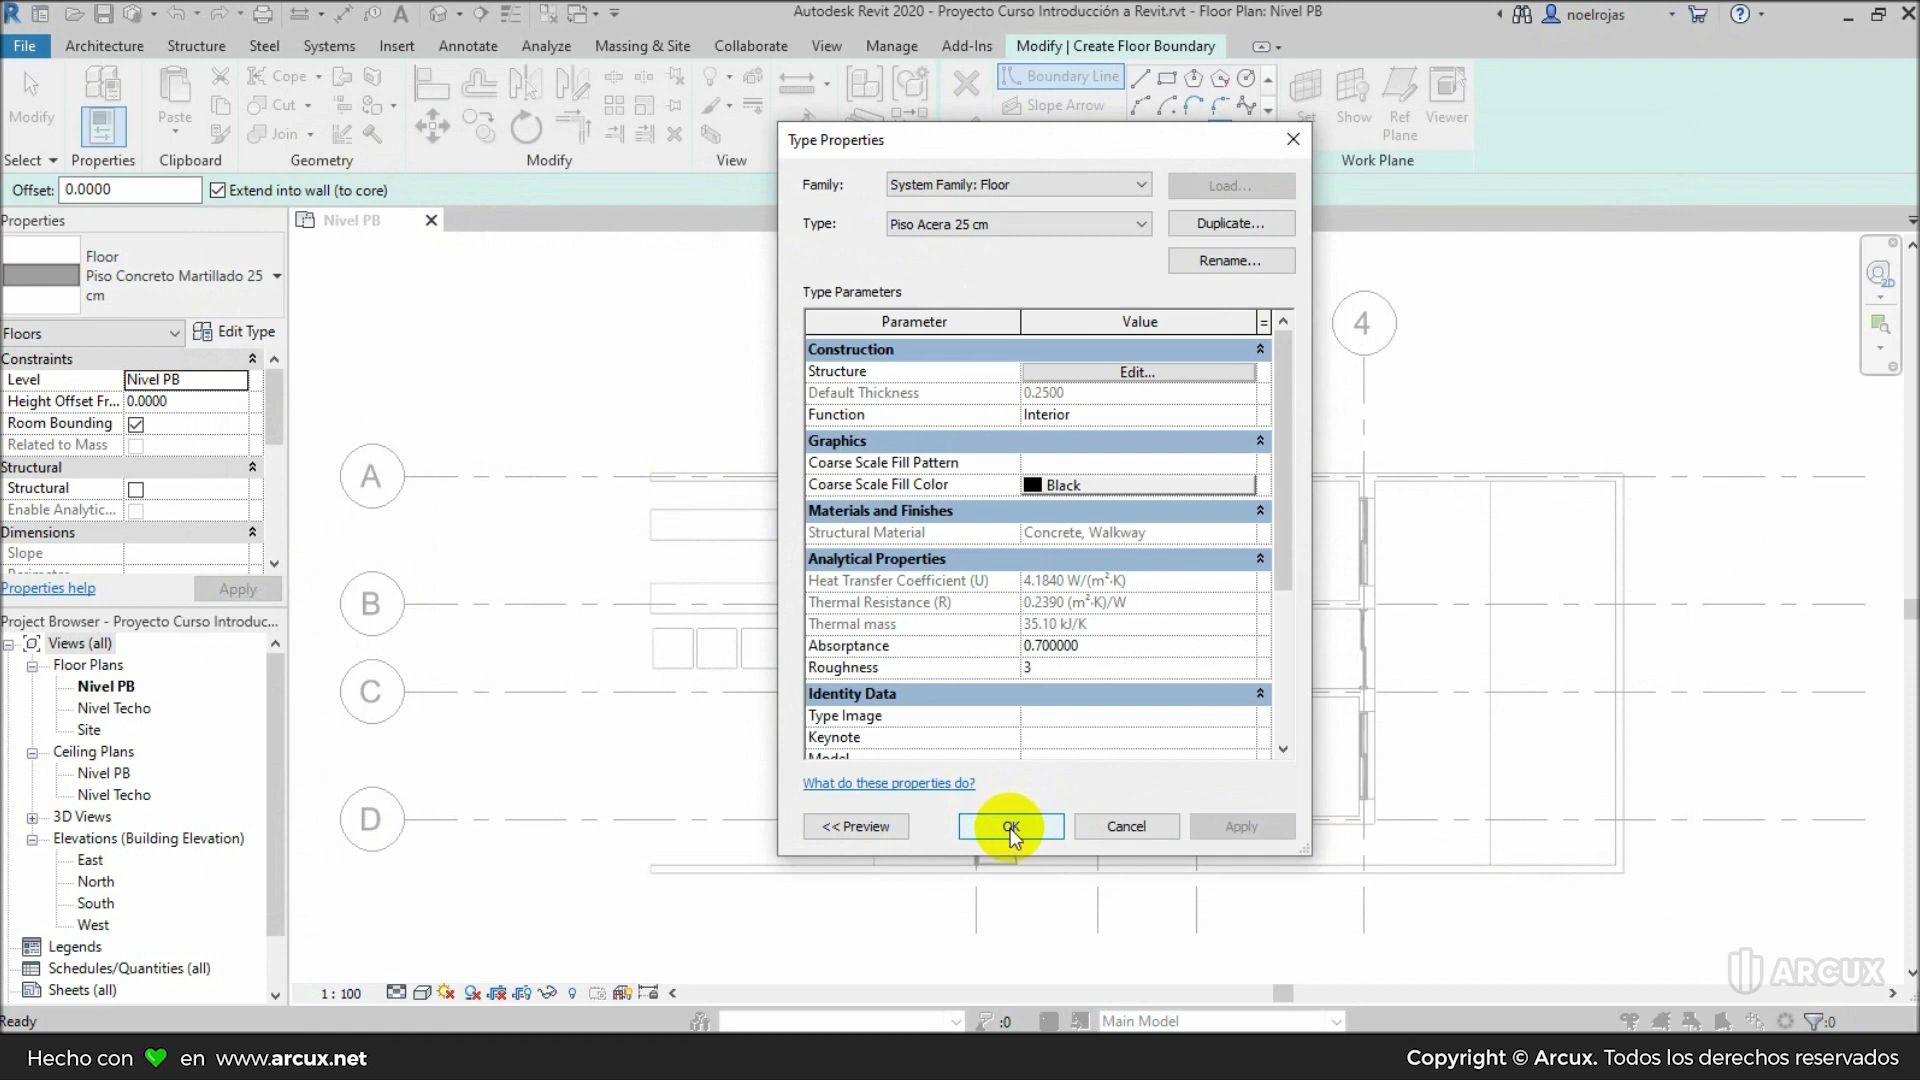 Autodesk Revit 2020 - Proyecto Curso Introducción a Revit.rvt - Floor Plan: Nivel PB
noelrojas
File Architecture Structure Steel Systems Insert Annotate Analyze Massing & Site Collaborate View Manage Add-Ins Modify | Create Floor Boundary
Cope
Boundary Line
Modify
Paste
Cut
Slope Arrow
Set Show Ref Plane Viewer
Join
Select Properties Clipboard Geometry Modify View Work Plane
Offset: 0.0000 Extend into wall (to core)
Properties
Floor
Piso Concreto Martillado 25
cm
Floors Edit Type
Constraints
Level Nivel PB
Height Offset Fr... 0.0000
Room Bounding
Related to Mass
Structural
Structural
Enable Analytic...
Dimensions
Slope
Properties help Apply
Project Browser - Proyecto Curso Introduc...
Views (all)
Floor Plans
Nivel PB
Nivel Techo
Site
Ceiling Plans
Nivel PB
Nivel Techo
3D Views
Elevations (Building Elevation)
East
North
South
West
Legends
Schedules/Quantities (all)
Sheets (all)
Nivel PB
A
B
C
D
4
2D
Type Properties
Family: System Family: Floor Load...
Type: Piso Acera 25 cm Duplicate...
Rename...
Type Parameters
Parameter Value =
Construction
Structure Edit...
Default Thickness 0.2500
Function Interior
Graphics
Coarse Scale Fill Pattern
Coarse Scale Fill Color Black
Materials and Finishes
Structural Material Concrete, Walkway
Analytical Properties
Heat Transfer Coefficient (U) 4.1840 W/(m²·K)
Thermal Resistance (R) 0.2390 (m²·K)/W
Thermal mass 35.10 kJ/K
Absorptance 0.700000
Roughness 3
Identity Data
Type Image
Keynote
Model
What do these properties do?
<< Preview OK Cancel Apply
1 : 100
ARCUX
Ready :0 Main Model :0
Hecho con en www.arcux.net
Copyright © Arcux. Todos los derechos reservados